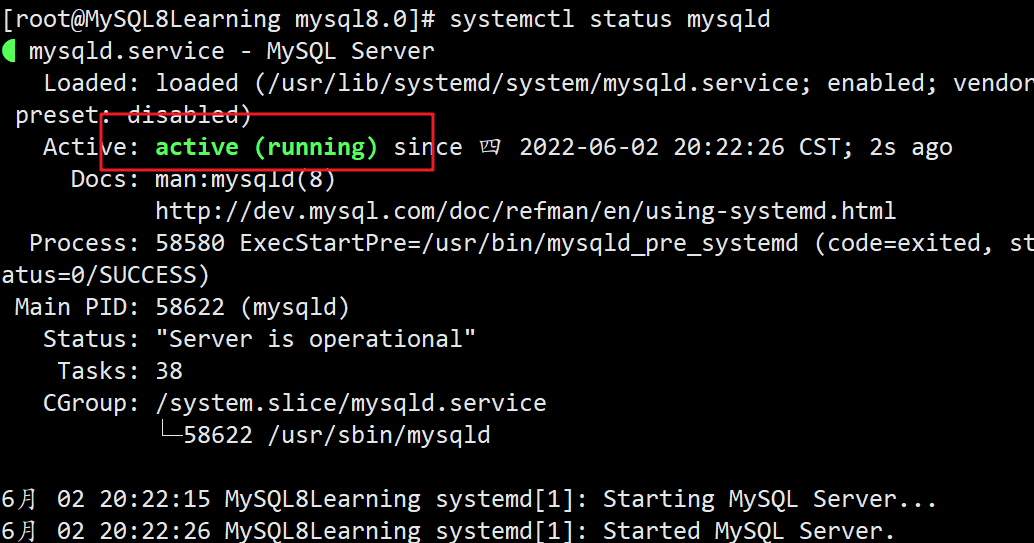 [root@MySQL8Learning mysql8.0]# systemctl status mysqld
mysqld.service - MySQL Server
Loaded: loaded (/usr/lib/systemd/system/mysqld.service; enabled; vendor
preset: disabled)
Active: active (running) since 四 2022-06-02 20:22:26 CST; 2s ago
Docs: man:mysqld(8)
http://dev.mysql.com/doc/refman/en/using-systemd.html
Process: 58580 ExecStartPre=/usr/bin/mysqld_pre_systemd (code=exited, st
atus=0/SUCCESS)
Main PID: 58622 (mysqld)
Status: "Server is operational"
Tasks: 38
CGroup: /system.slice/mysqld.service
└─58622 /usr/sbin/mysqld
6月 02 20:22:15 MySQL8Learning systemd[1]: Starting MySQL Server...
6月 02 20:22:26 MySQL8Learning systemd[1]: Started MySQL Server.